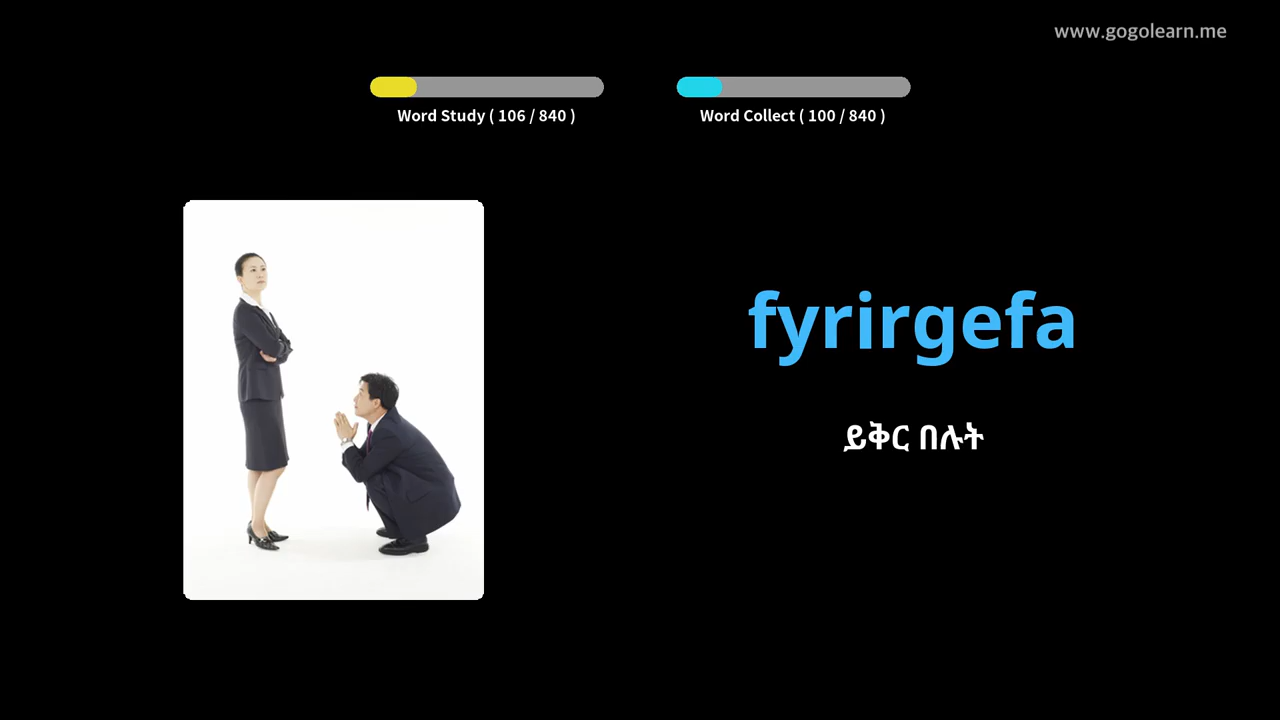 www.gogolearn.me
Word Study ( 106 / 840 )
Word Collect ( 100 / 840 )
fyrirgefa
ይቅር በሉት